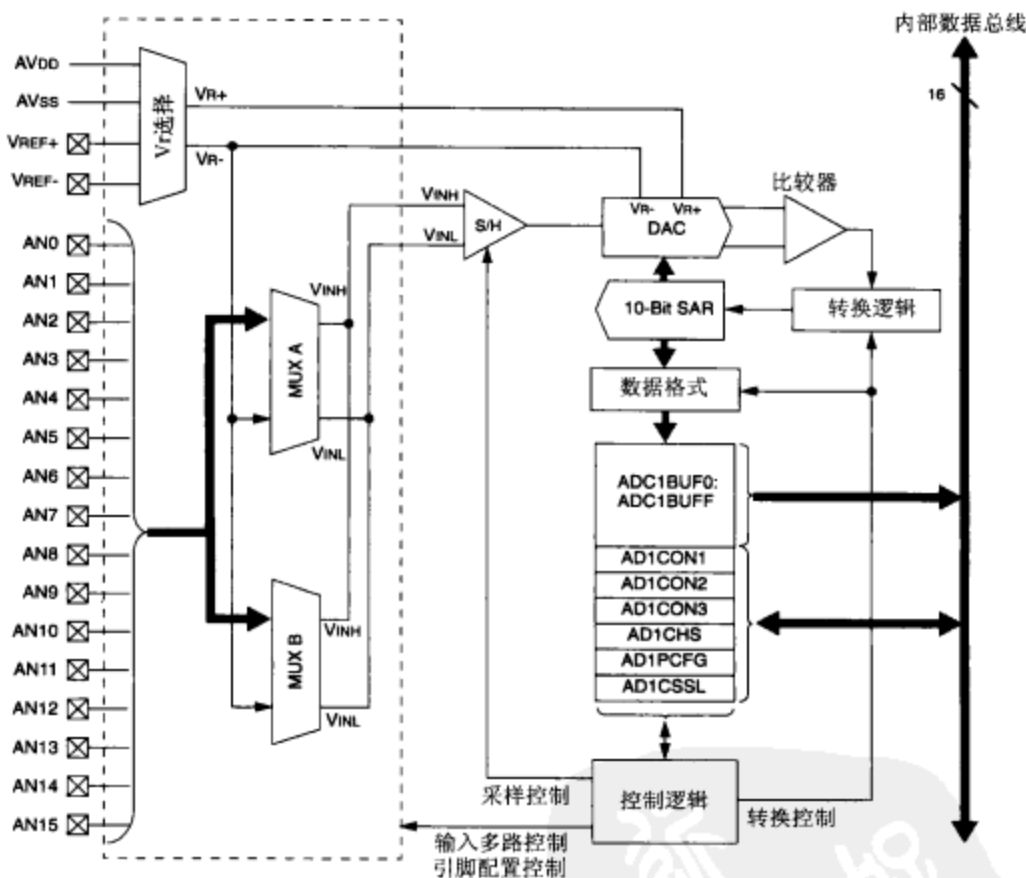 内部数据总线
16
AVDD
AVSS
VREF+
VREF-
Vr选择
VR+
VR-
AN0
AN1
AN2
AN3
AN4
AN5
AN6
AN7
AN8
AN9
AN10
AN11
AN12
AN13
AN14
AN15
MUX A
VINH
VINL
MUX B
VINH
VINL
VINH
VINL
S/H
VR-
VR+
DAC
比较器
10-Bit SAR
转换逻辑
数据格式
ADC1BUF0:
ADC1BUFF
AD1CON1
AD1CON2
AD1CON3
AD1CHS
AD1PCFG
AD1CSSL
控制逻辑
采样控制
转换控制
输入多路控制
引脚配置控制